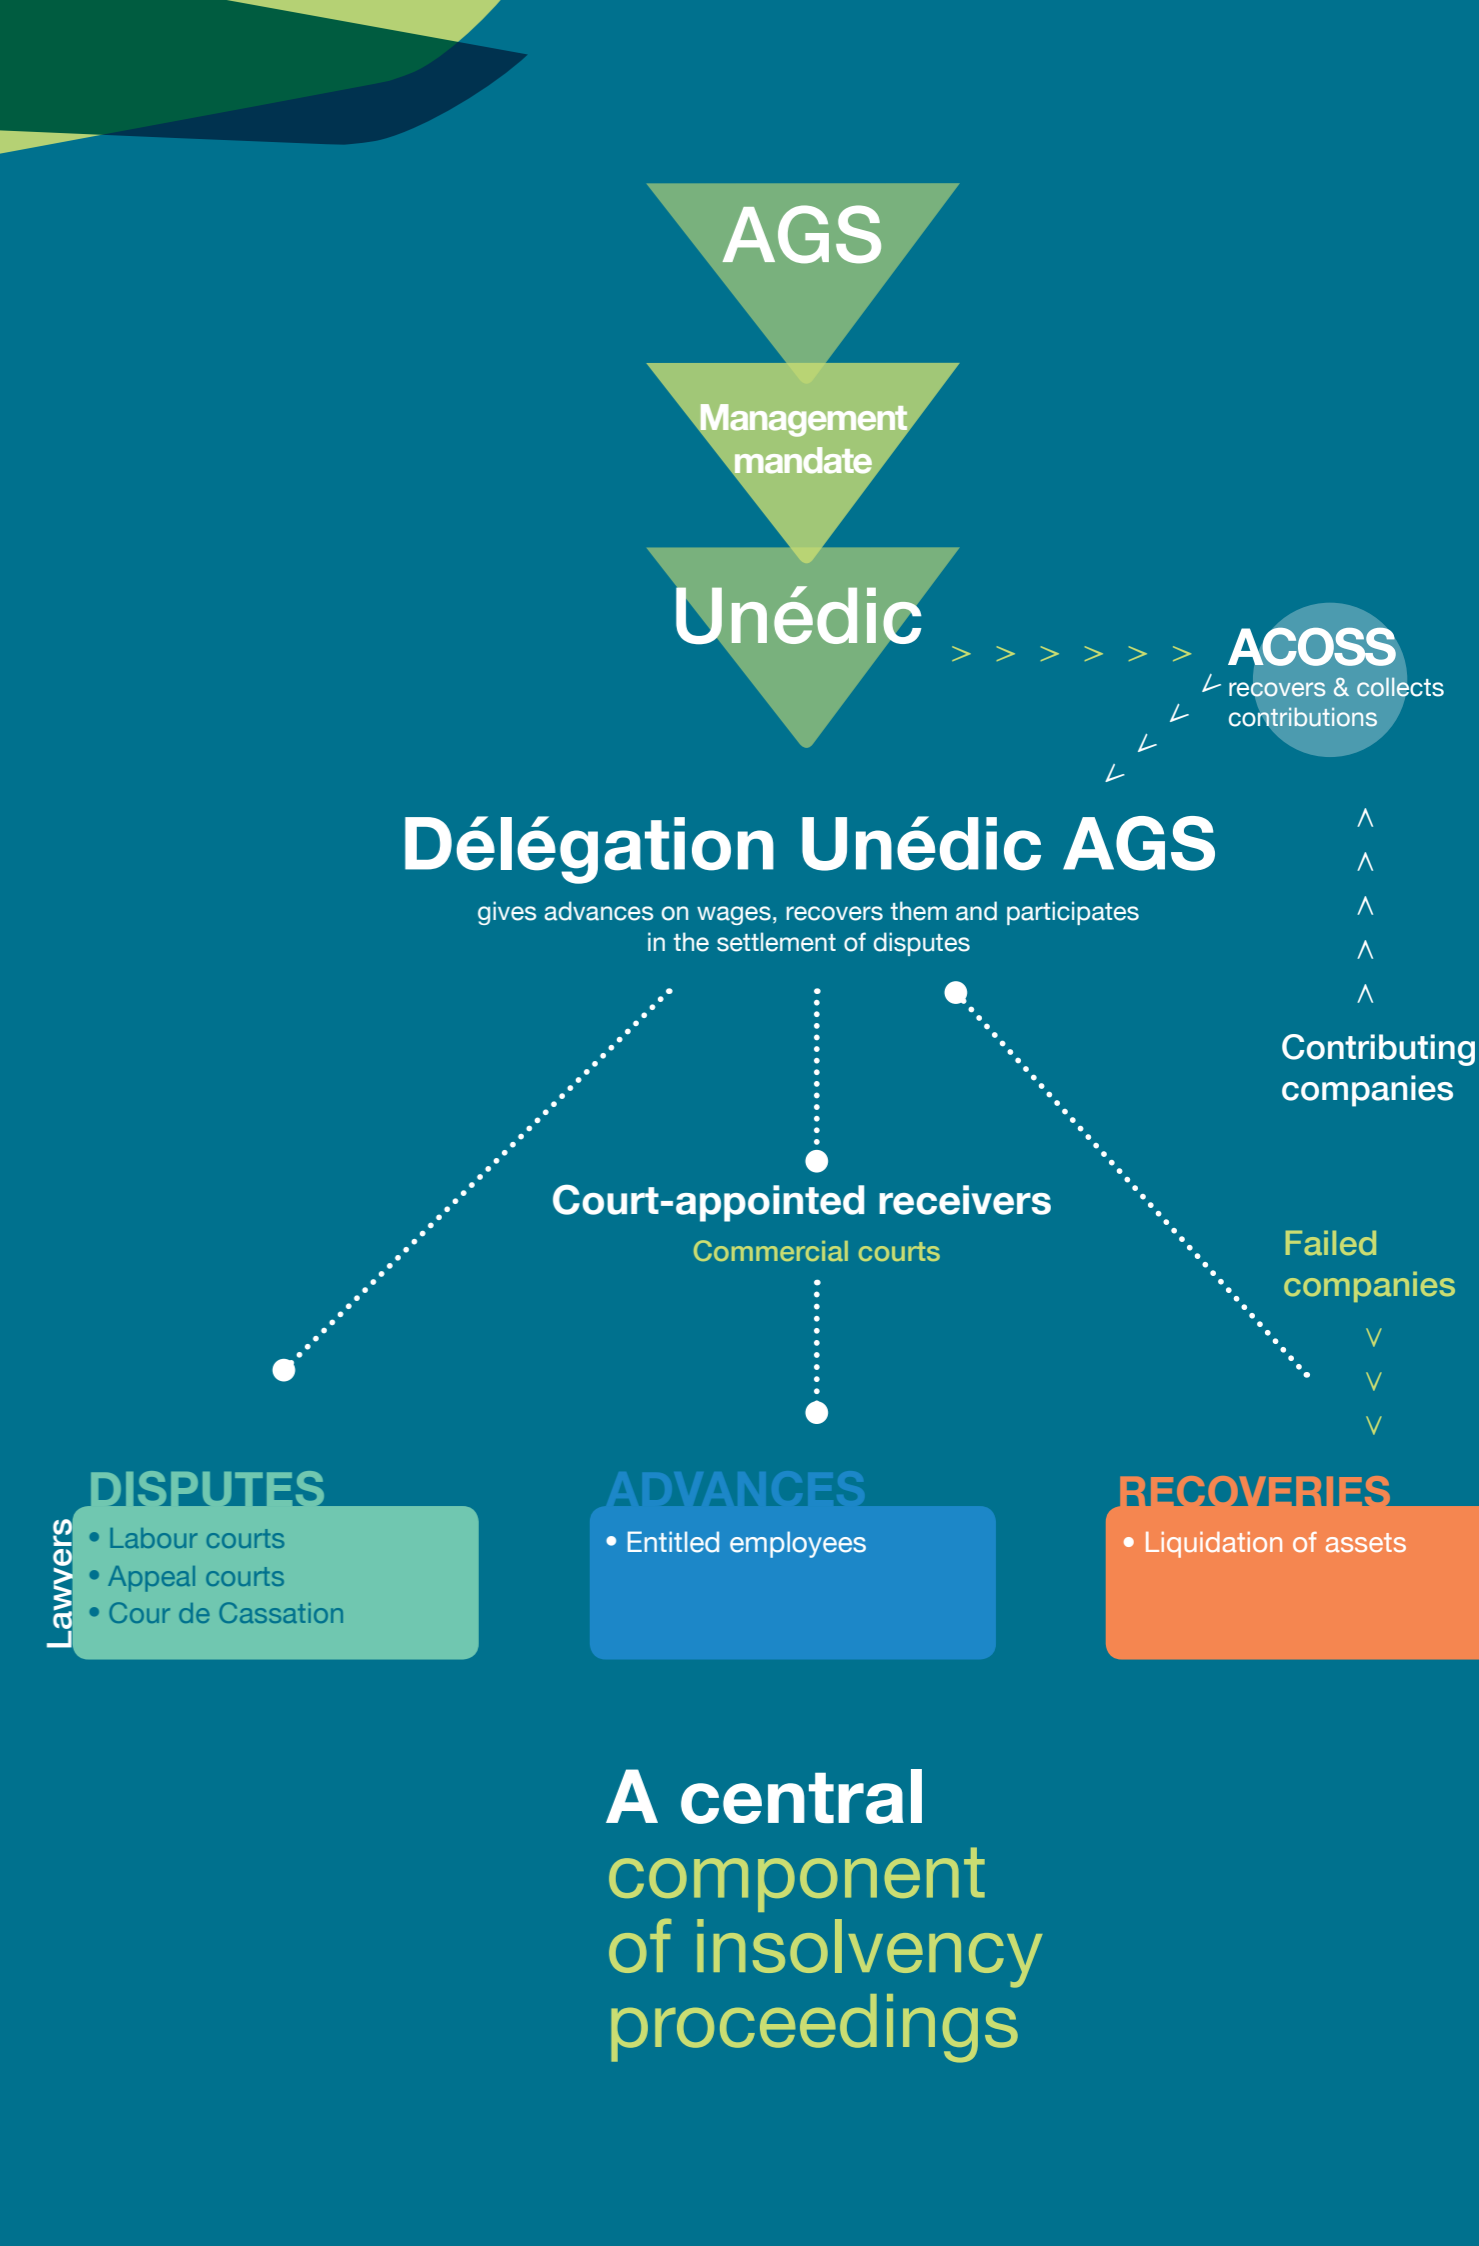 AGS
Management
mandate
Unédic
> > > > > >
ACOSS
recovers & collects
contributions
Délégation Unédic AGS
gives advances on wages, recovers them and participates
in the settlement of disputes
Contributing
companies
Court-appointed receivers
Commercial courts
Failed
companies
DISPUTES
Lawyers
• Labour courts
• Appeal courts
• Cour de Cassation
ADVANCES
• Entitled employees
RECOVERIES
• Liquidation of assets
A central
component
of insolvency
proceedings